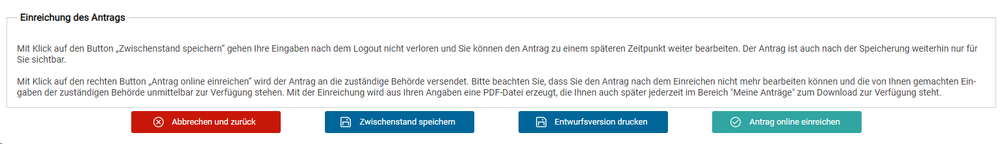 Einreichung des Antrags
Mit Klick auf den Button „Zwischenstand speichern“ gehen Ihre Eingaben nach dem Logout nicht verloren und Sie können den Antrag zu einem späteren Zeitpunkt weiter bearbeiten. Der Antrag ist auch nach der Speicherung weiterhin nur für
Sie sichtbar.
Mit Klick auf den rechten Button „Antrag online einreichen“ wird der Antrag an die zuständige Behörde versendet. Bitte beachten Sie, dass Sie den Antrag nach dem Einreichen nicht mehr bearbeiten können und die von Ihnen gemachten Ein-
gaben der zuständigen Behörde unmittelbar zur Verfügung stehen. Mit der Einreichung wird aus Ihren Angaben eine PDF-Datei erzeugt, die Ihnen auch später jederzeit im Bereich "Meine Anträge" zum Download zur Verfügung steht.
Abbrechen und zurück
Zwischenstand speichern
Entwurfsversion drucken
Antrag online einreichen